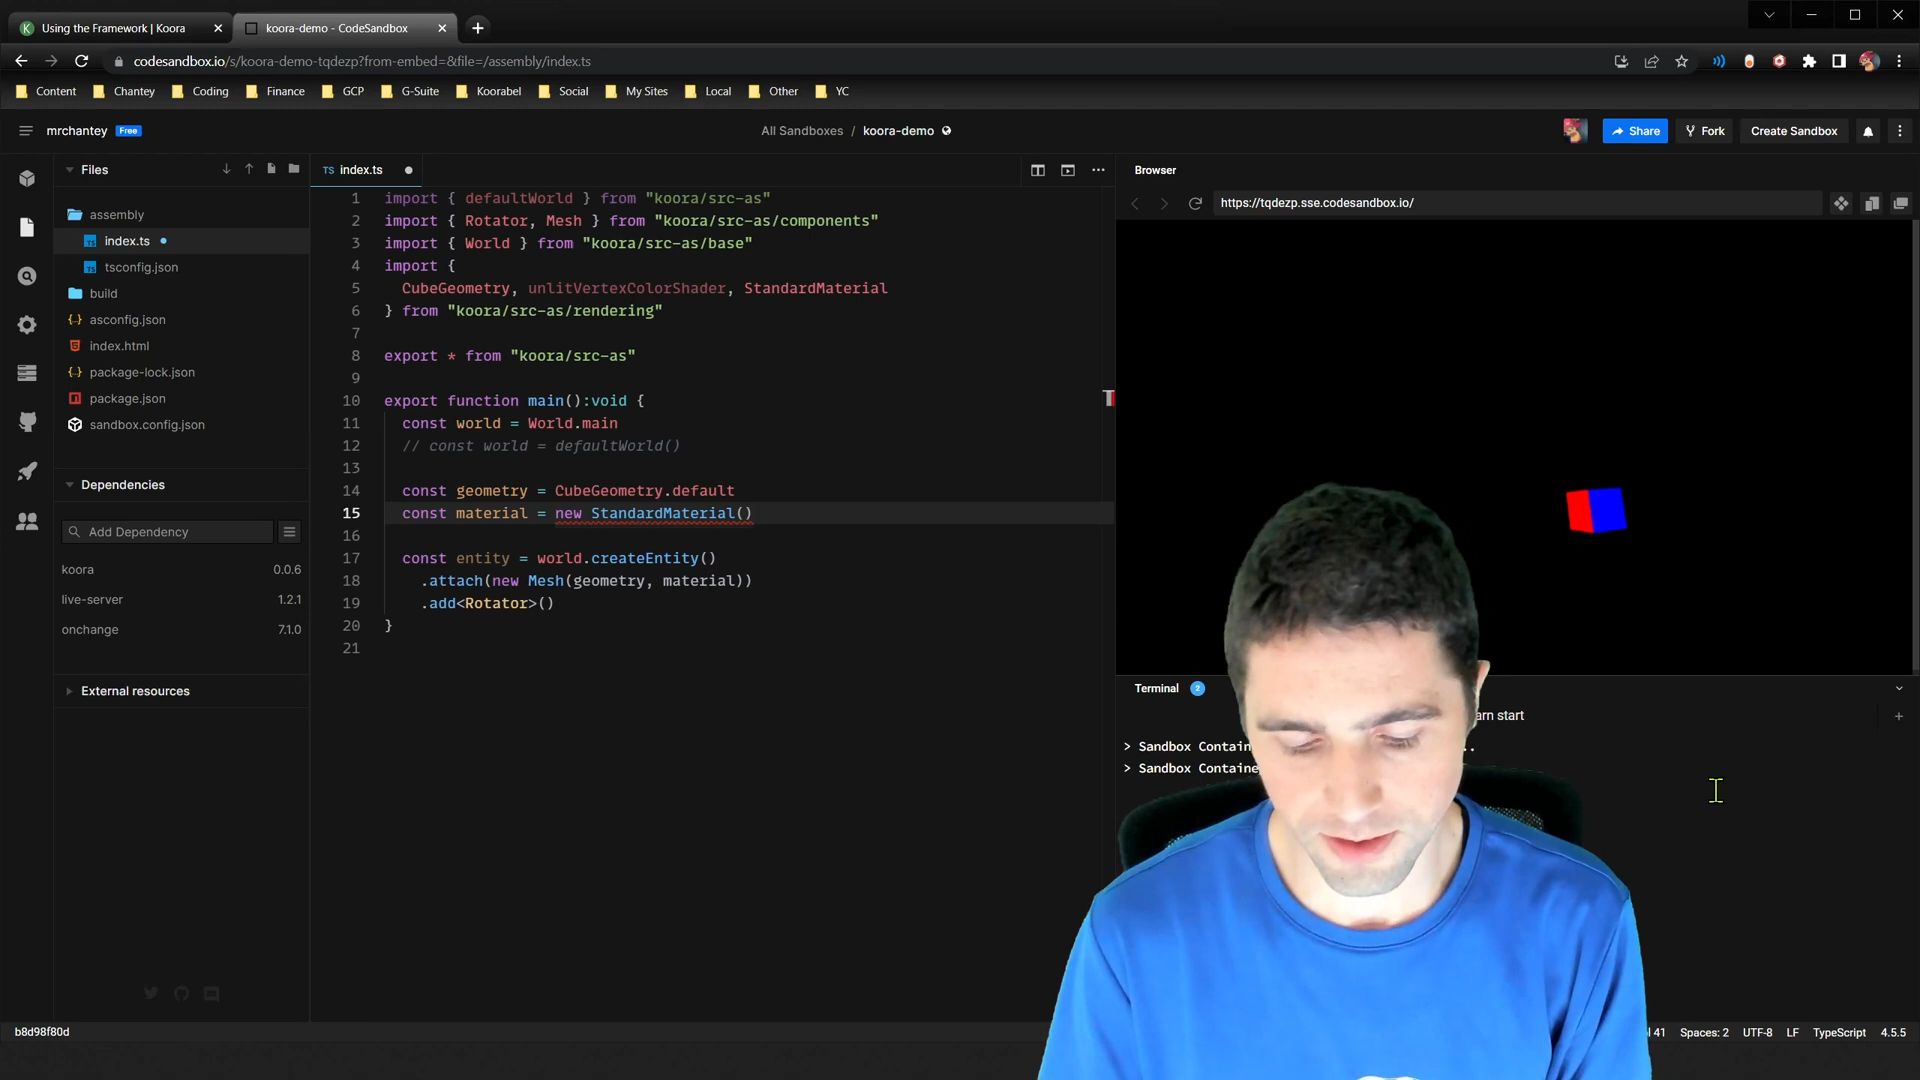 Using the Framework | Koora
koora-demo - CodeSandbox
codesandbox.io/s/koora-demo-tqdezp?from-embed=&file=/assembly/index.ts
Content
Chantey
Coding
Finance
GCP
G-Suite
Koorabel
Social
My Sites
Local
Other
YC
mrchantey Free
All Sandboxes / koora-demo
Share
Fork
Create Sandbox
Files
assembly
index.ts
tsconfig.json
build
asconfig.json
index.html
package-lock.json
package.json
sandbox.config.json
Dependencies
Add Dependency
koora 0.0.6
live-server 1.2.1
onchange 7.1.0
External resources
b8d98f80d
TS index.ts
1 import { defaultWorld } from "koora/src-as"
2 import { Rotator, Mesh } from "koora/src-as/components"
3 import { World } from "koora/src-as/base"
4 import {
5 CubeGeometry, unlitVertexColorShader, StandardMaterial
6 } from "koora/src-as/rendering"
7
8 export * from "koora/src-as"
9
10 export function main():void {
11 const world = World.main
12 // const world = defaultWorld()
13
14 const geometry = CubeGeometry.default
15 const material = new StandardMaterial()
16
17 const entity = world.createEntity()
18 .attach(new Mesh(geometry, material))
19 .add<Rotator>()
20 }
21
Browser
https://tqdezp.sse.codesandbox.io/
Terminal 2
arn start
> Sandbox Contain ..
> Sandbox Containe
41 Spaces: 2 UTF-8 LF TypeScript 4.5.5